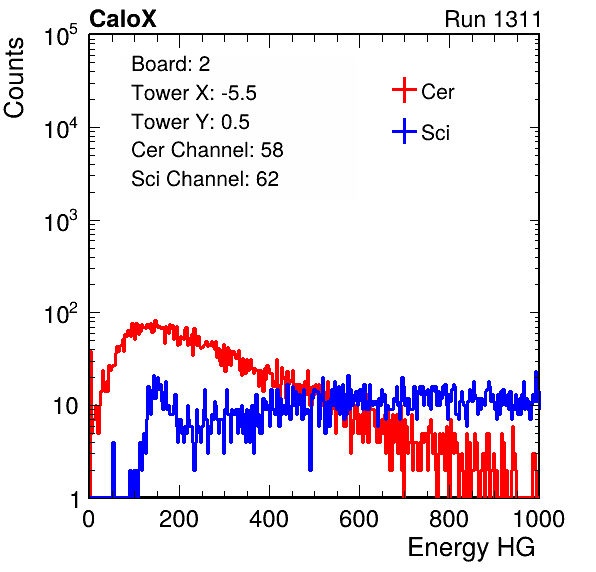 CaloX Run 1311
Counts
10^5
10^4
10^3
10^2
10
1
Board: 2
Tower X: -5.5
Tower Y: 0.5
Cer Channel: 58
Sci Channel: 62
Cer
Sci
0 200 400 600 800 1000
Energy HG